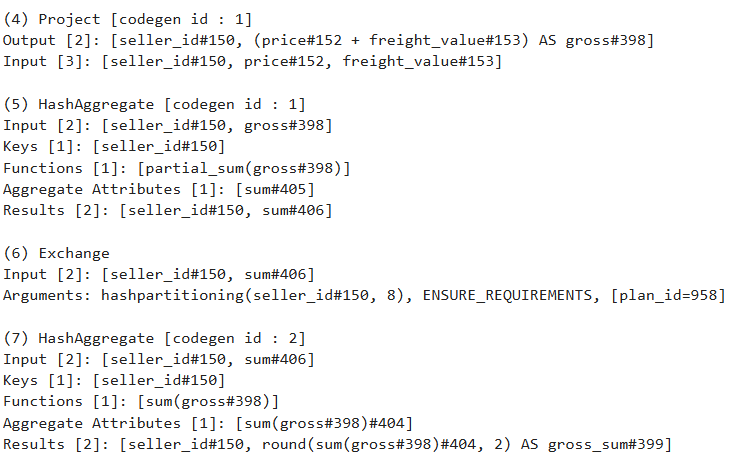 (4) Project [codegen id : 1]
Output [2]: [seller_id#150, (price#152 + freight_value#153) AS gross#398]
Input [3]: [seller_id#150, price#152, freight_value#153]
(5) HashAggregate [codegen id : 1]
Input [2]: [seller_id#150, gross#398]
Keys [1]: [seller_id#150]
Functions [1]: [partial_sum(gross#398)]
Aggregate Attributes [1]: [sum#405]
Results [2]: [seller_id#150, sum#406]
(6) Exchange
Input [2]: [seller_id#150, sum#406]
Arguments: hashpartitioning(seller_id#150, 8), ENSURE_REQUIREMENTS, [plan_id=958]
(7) HashAggregate [codegen id : 2]
Input [2]: [seller_id#150, sum#406]
Keys [1]: [seller_id#150]
Functions [1]: [sum(gross#398)]
Aggregate Attributes [1]: [sum(gross#398)#404]
Results [2]: [seller_id#150, round(sum(gross#398)#404, 2) AS gross_sum#399]